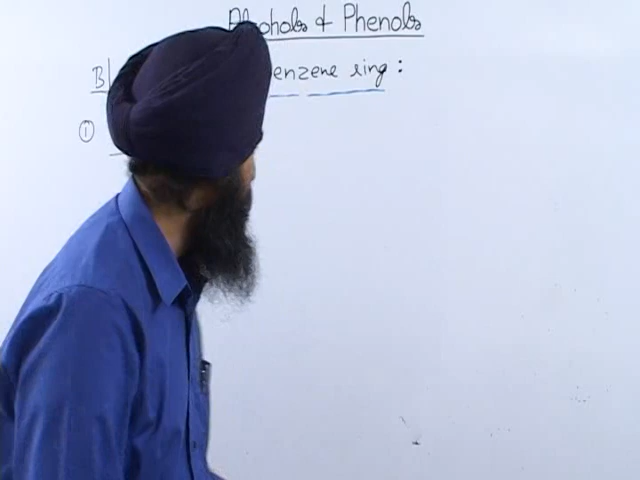 Alcohols & Phenols
B] enzene ring :
①